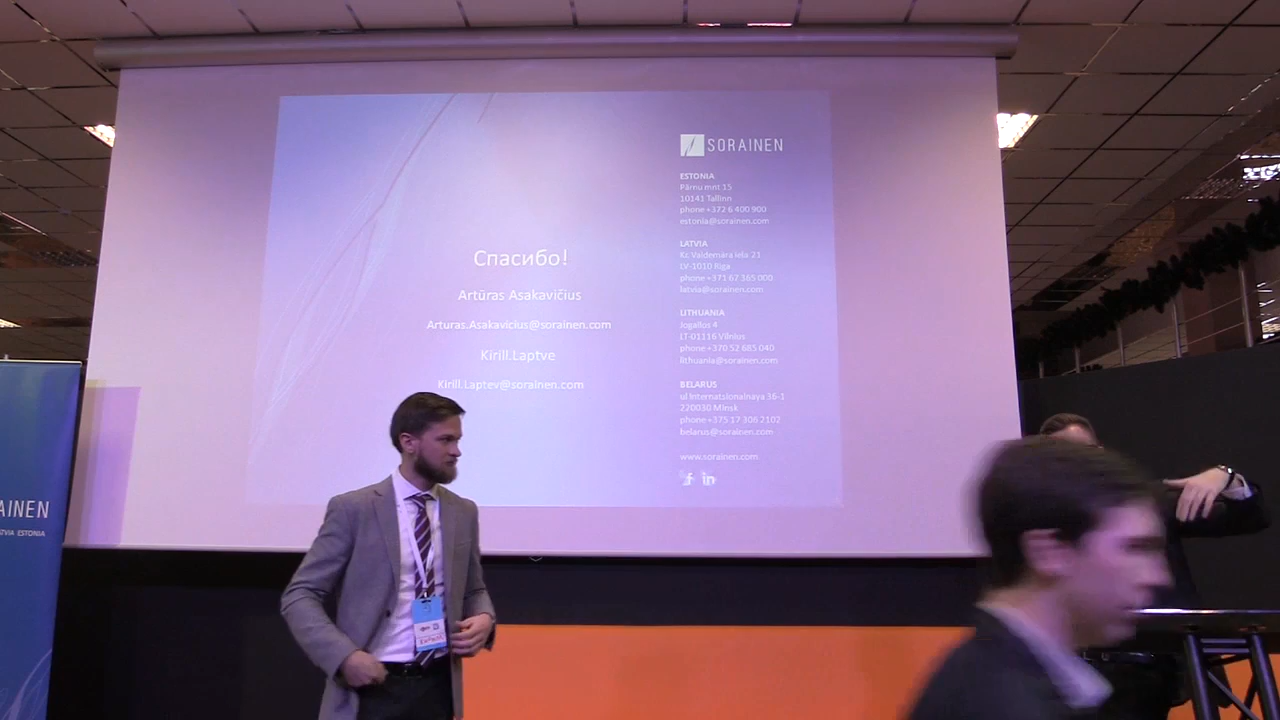 SORAINEN
ESTONIA
Pärnu mnt 15
10141 Tallinn
phone +372 6 400 900
estonia@sorainen.com
LATVIA
Kr. Valdemāra iela 21
LV-1010 Riga
phone +371 67 365 000
latvia@sorainen.com
LITHUANIA
Jogailos 4
LT-01116 Vilnius
phone +370 52 685 040
lithuania@sorainen.com
BELARUS
ul Internatsionalnaya 36-1
220030 Minsk
phone +375 17 306 2102
belarus@sorainen.com
www.sorainen.com
f in
Спасибо!
Artūras Asakavičius
Arturas.Asakavicius@sorainen.com
Kirill.Laptve
Kirill.Laptev@sorainen.com
AINEN
TVIA ESTONIA